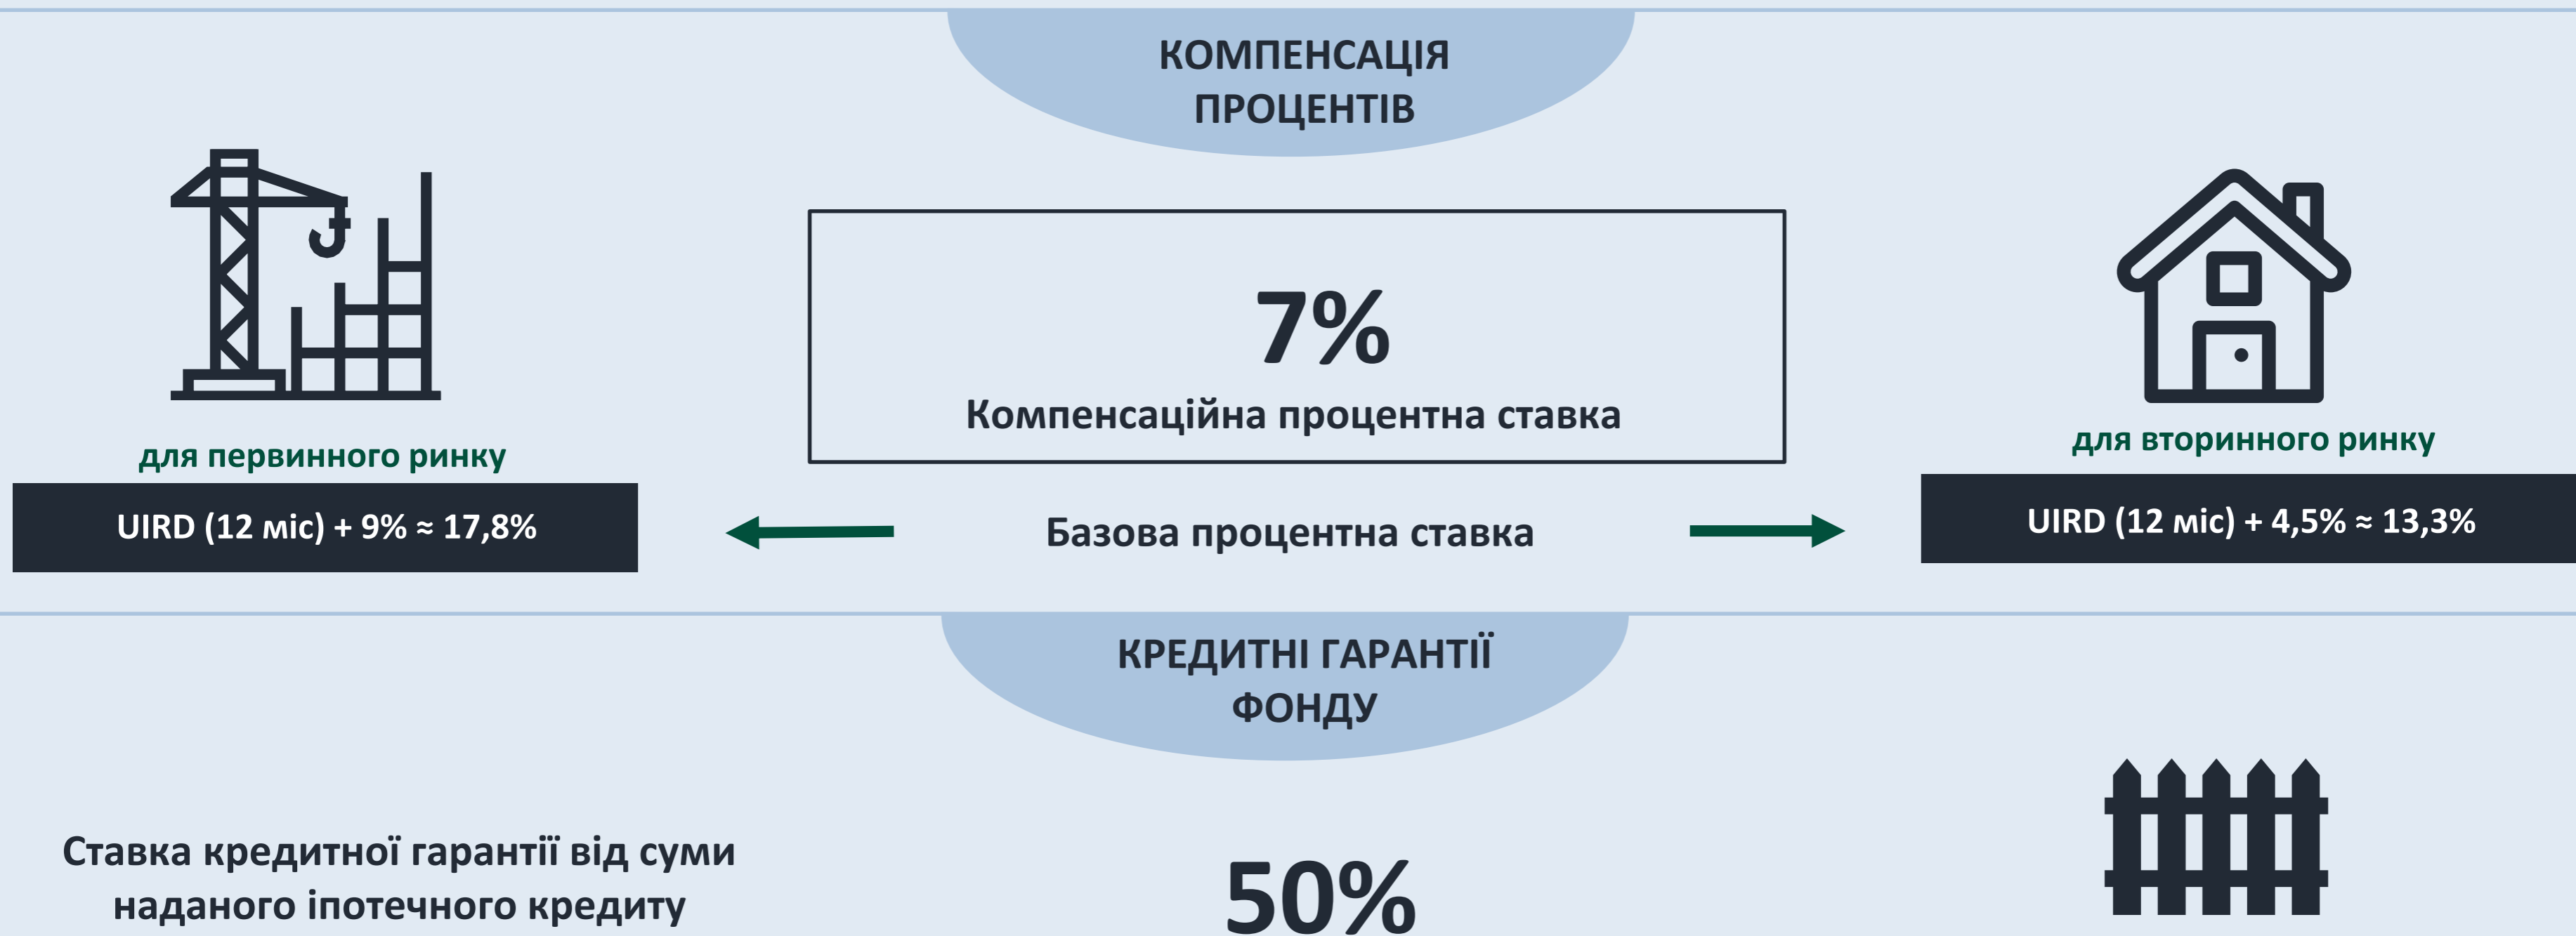 КОМПЕНСАЦІЯ
ПРОЦЕНТІВ
7%
Компенсаційна процентна ставка
для первинного ринку
для вторинного ринку
UIRD (12 міс) + 9% ≈ 17,8%
Базова процентна ставка
UIRD (12 міс) + 4,5% ≈ 13,3%
КРЕДИТНІ ГАРАНТІЇ
ФОНДУ
Ставка кредитної гарантії від суми
наданого іпотечного кредиту
50%